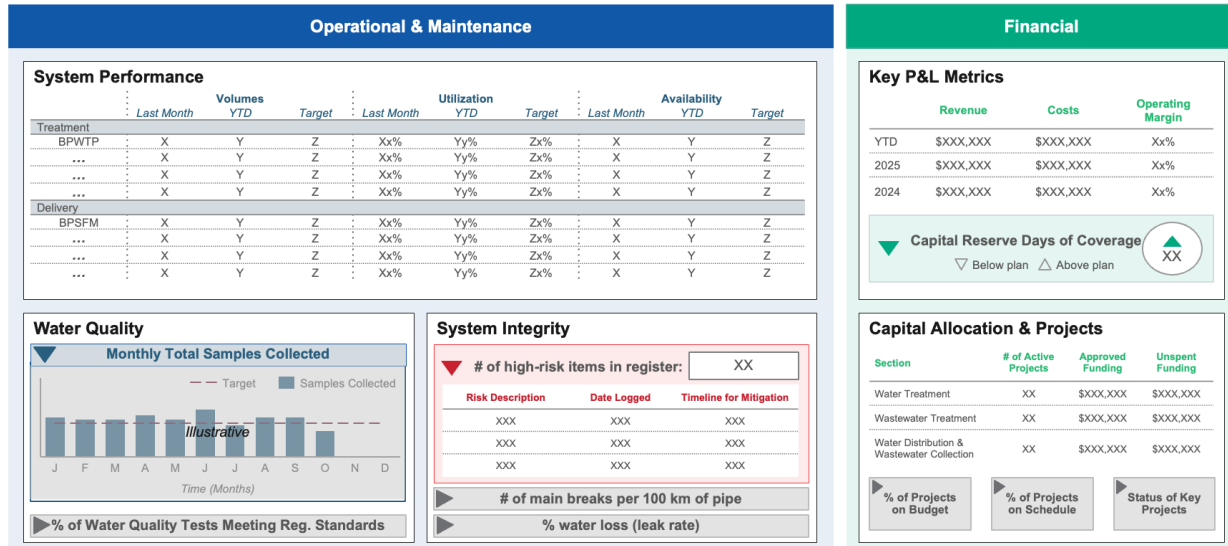 Operational & Maintenance
System Performance
Volumes Utilization Availability
Last Month YTD Target Last Month YTD Target Last Month YTD Target
Treatment
BPWTP X Y Z Xx% Yy% Zx% X Y Z
... X Y Z Xx% Yy% Zx% X Y Z
... X Y Z Xx% Yy% Zx% X Y Z
... X Y Z Xx% Yy% Zx% X Y Z
Delivery
BPSFM X Y Z Xx% Yy% Zx% X Y Z
... X Y Z Xx% Yy% Zx% X Y Z
... X Y Z Xx% Yy% Zx% X Y Z
... X Y Z Xx% Yy% Zx% X Y Z
Water Quality
Monthly Total Samples Collected
Target Samples Collected
Illustrative
J F M A M J J A S O N D
Time (Months)
% of Water Quality Tests Meeting Reg. Standards
System Integrity
# of high-risk items in register: XX
Risk Description Date Logged Timeline for Mitigation
XXX XXX XXX
XXX XXX XXX
XXX XXX XXX
# of main breaks per 100 km of pipe
% water loss (leak rate)
Financial
Key P&L Metrics
Revenue Costs Operating
Margin
YTD $XXX,XXX $XXX,XXX Xx%
2025 $XXX,XXX $XXX,XXX Xx%
2024 $XXX,XXX $XXX,XXX Xx%
Capital Reserve Days of Coverage
XX
Below plan Above plan
Capital Allocation & Projects
Section # of Active Approved Unspent
Projects Funding Funding
Water Treatment XX $XXX,XXX $XXX,XXX
Wastewater Treatment XX $XXX,XXX $XXX,XXX
Water Distribution &
Wastewater Collection XX $XXX,XXX $XXX,XXX
% of Projects
on Budget
% of Projects
on Schedule
Status of Key
Projects